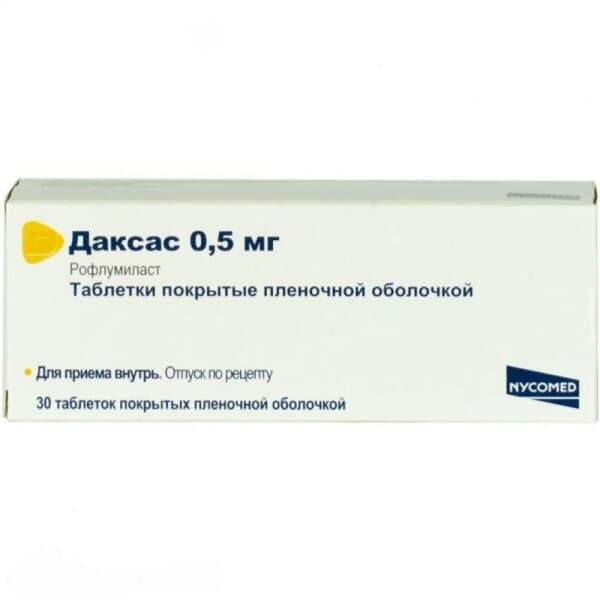 Даксас 0,5 мг
Рофлумиласт
Таблетки покрытые пленочной оболочкой
Для приема внутрь. Отпуск по рецепту
30 таблеток покрытых пленочной оболочкой
NYCOMED